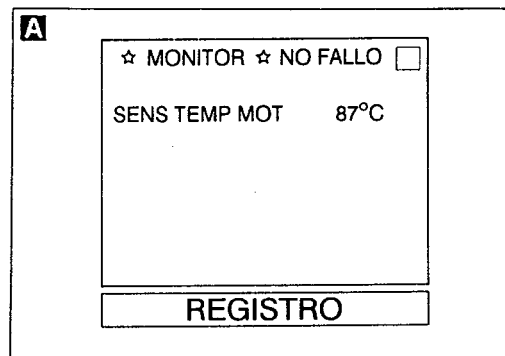 A
☆ MONITOR ☆ NO FALLO
SENS TEMP MOT 87°C
REGISTRO